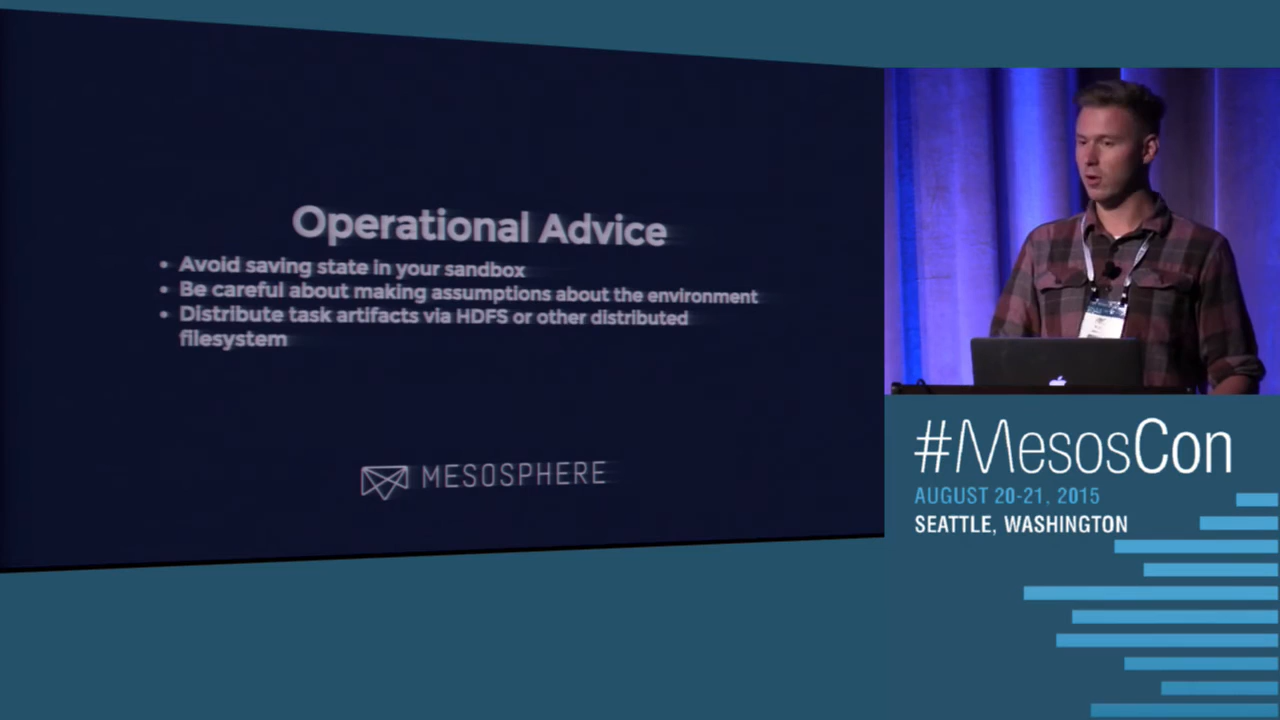 Operational Advice
• Avoid saving state in your sandbox
• Be careful about making assumptions about the environment
• Distribute task artifacts via HDFS or other distributed
filesystem
MESOSPHERE
#MesosCon
AUGUST 20-21, 2015
SEATTLE, WASHINGTON